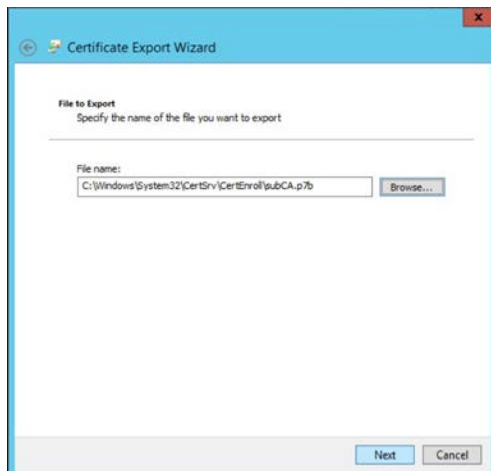 x
Certificate Export Wizard
File to Export
Specify the name of the file you want to export
File name:
C:\Windows\System32\CertSrv\CertEnroll\subCA.p7b Browse...
Next Cancel